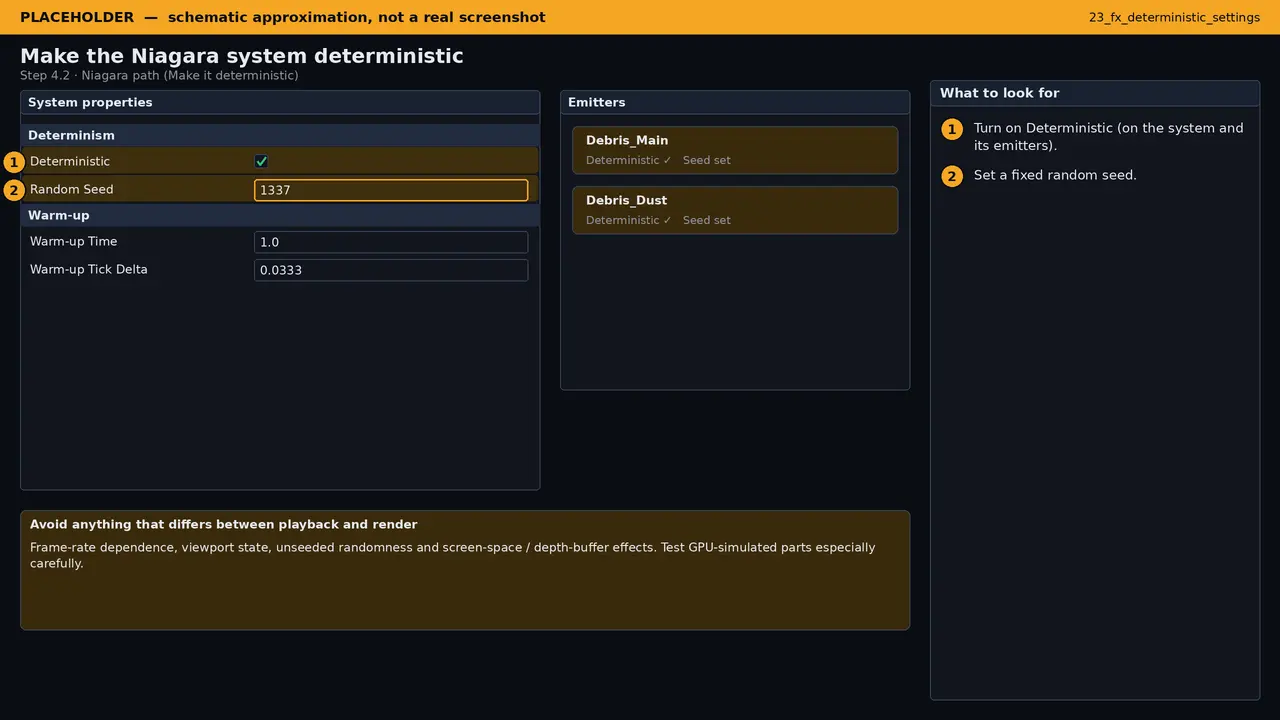 PLACEHOLDER — schematic approximation, not a real screenshot
23_fx_deterministic_settings
Make the Niagara system deterministic
Step 4.2 · Niagara path (Make it deterministic)
System properties
Determinism
1 Deterministic ✓
2 Random Seed 1337
Warm-up
Warm-up Time 1.0
Warm-up Tick Delta 0.0333
Emitters
Debris_Main
Deterministic ✓ Seed set
Debris_Dust
Deterministic ✓ Seed set
What to look for
1 Turn on Deterministic (on the system and
its emitters).
2 Set a fixed random seed.
Avoid anything that differs between playback and render
Frame-rate dependence, viewport state, unseeded randomness and screen-space / depth-buffer effects. Test GPU-simulated parts especially
carefully.